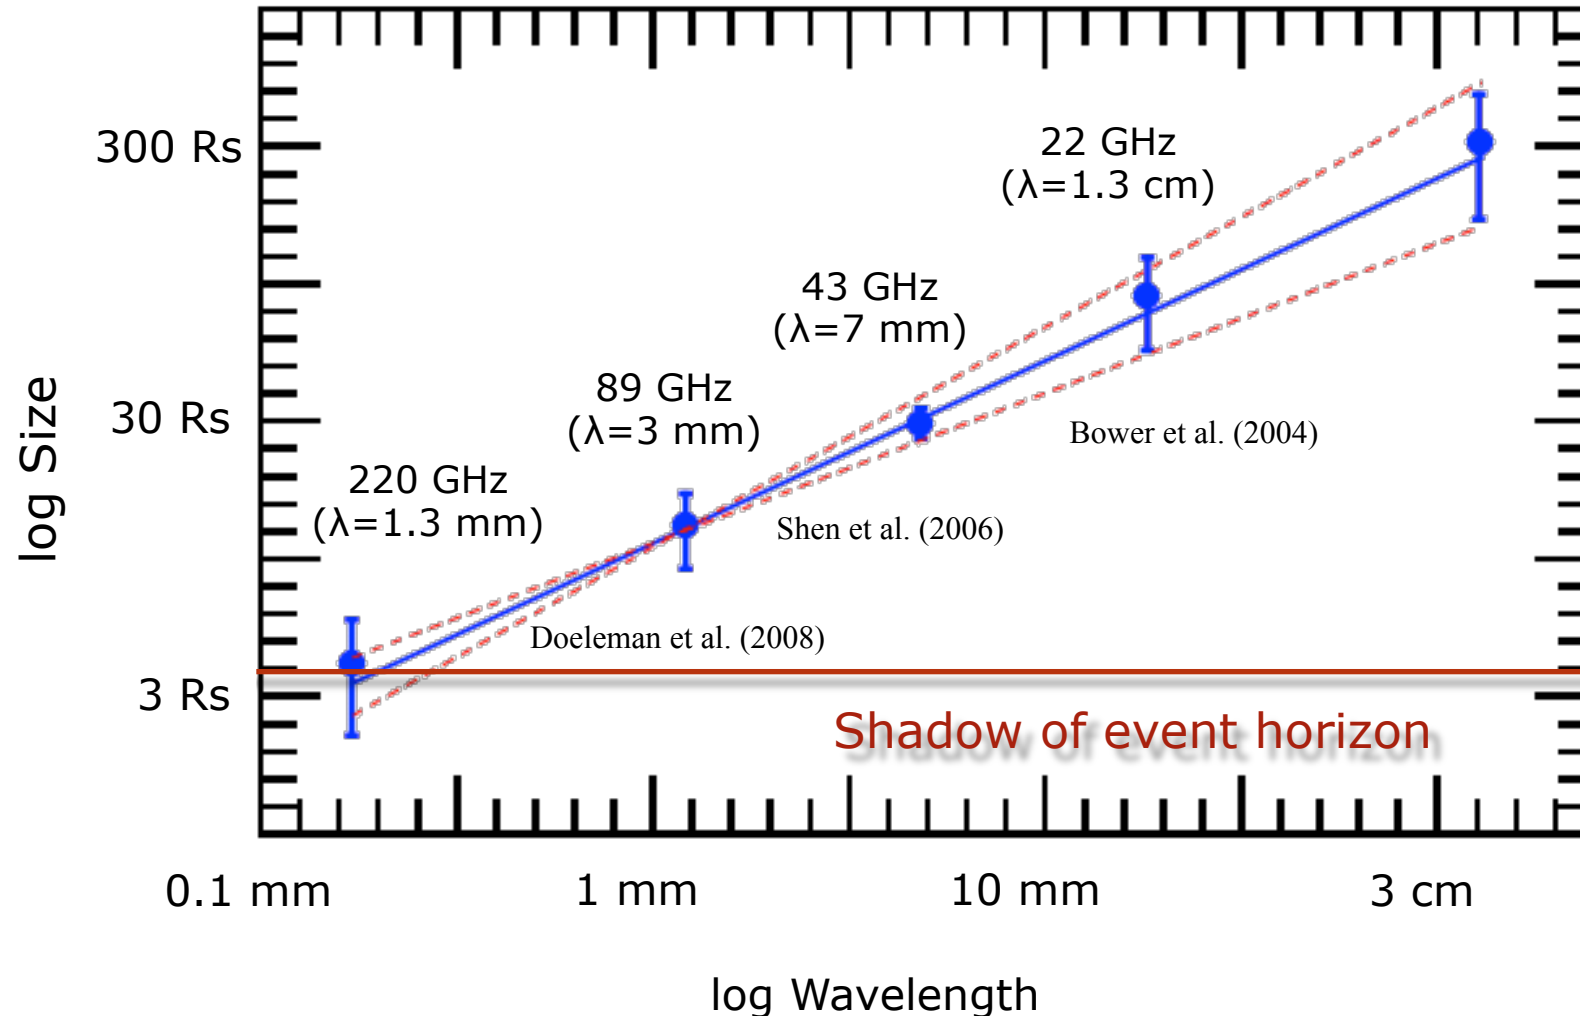 300 Rs
30 Rs
3 Rs
log Size
22 GHz
(λ=1.3 cm)
43 GHz
(λ=7 mm)
89 GHz
(λ=3 mm)
220 GHz
(λ=1.3 mm)
Bower et al. (2004)
Shen et al. (2006)
Doeleman et al. (2008)
Shadow of event horizon
0.1 mm
1 mm
10 mm
3 cm
log Wavelength